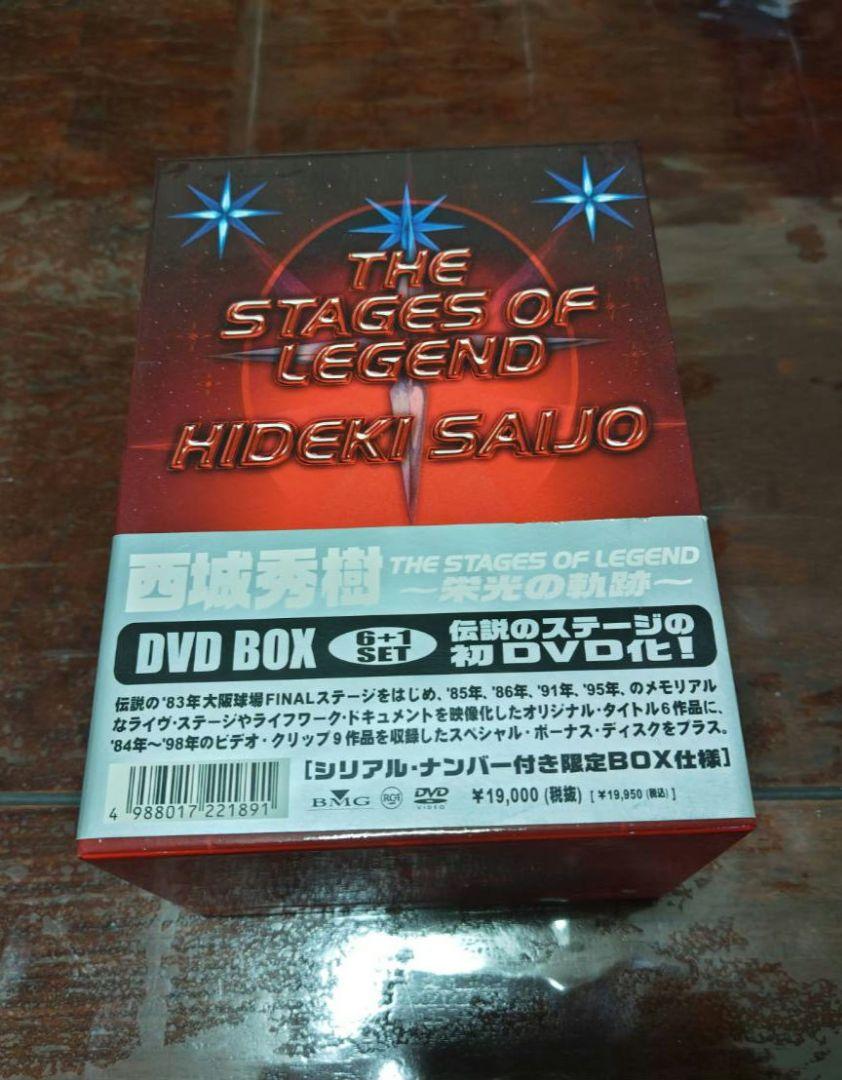 THE
STAGES OF
LEGEND
HIDEKI SAIJO
西城秀樹 THE STAGES OF LEGEND
～栄光の軌跡～
DVD BOX 6+1 SET 伝説のステージの
初DVD化!
伝説の'83年大阪球場FINALステージをはじめ、'85年、'86年、'91年、'95年、のメモリアル
なライヴ・ステージやライフワーク・ドキュメントを映像化したオリジナル・タイトル6作品に、
'84年～'98年のビデオ・クリップ9作品を収録したスペシャル・ボーナス・ディスクをプラス。
[シリアル・ナンバー付き限定BOX仕様]
4 988017 221891 BMG RCA DVD VIDEO ¥19,000 (税抜) [ ¥19,950 (税込) ]